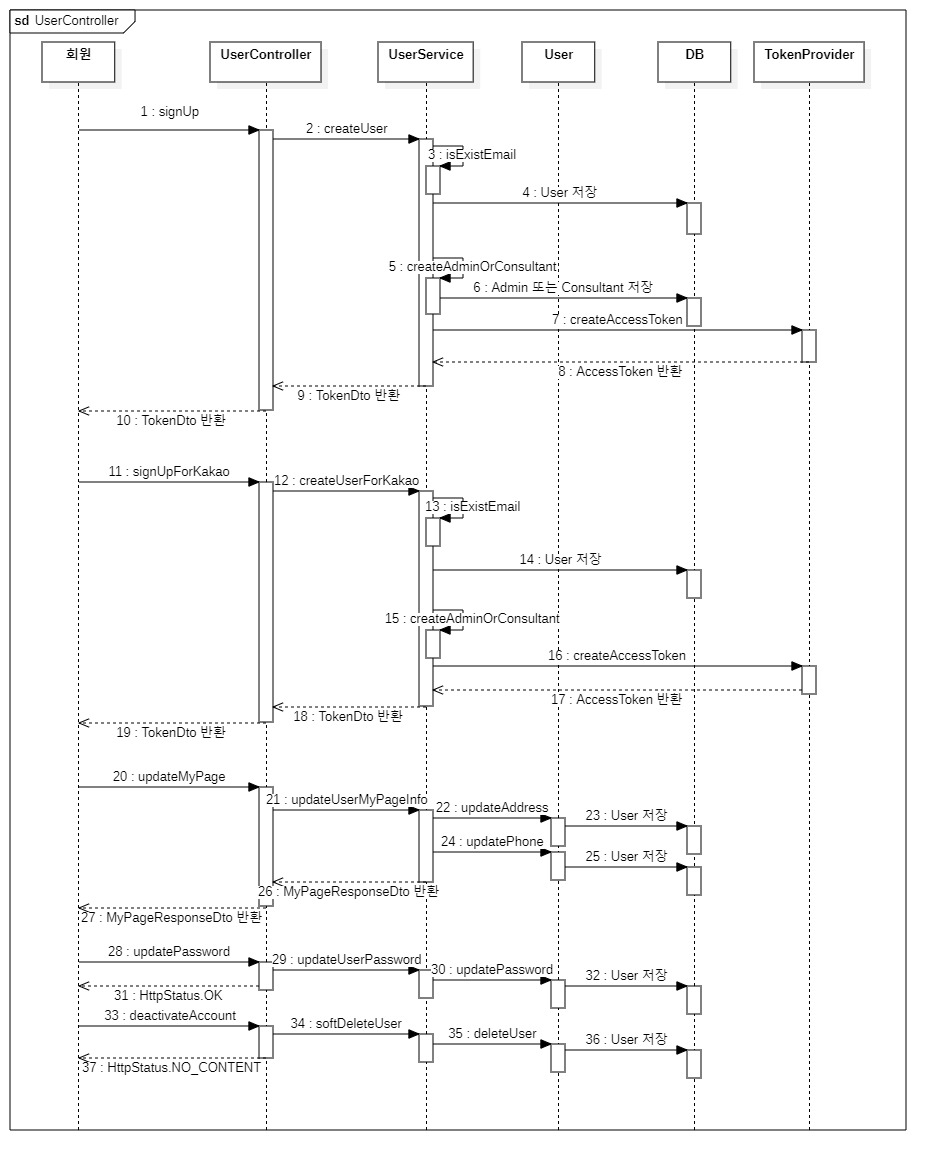 sd UserController
회원
UserController
UserService
User
DB
TokenProvider
1 : signUp
2 : createUser
3 : isExistEmail
4 : User 저장
5 : createAdminOrConsultant
6 : Admin 또는 Consultant 저장
7 : createAccessToken
8 : AccessToken 반환
9 : TokenDto 반환
10 : TokenDto 반환
11 : signUpForKakao
12 : createUserForKakao
13 : isExistEmail
14 : User 저장
15 : createAdminOrConsultant
16 : createAccessToken
17 : AccessToken 반환
18 : TokenDto 반환
19 : TokenDto 반환
20 : updateMyPage
21 : updateUserMyPageInfo
22 : updateAddress
23 : User 저장
24 : updatePhone
25 : User 저장
26 : MyPageResponseDto 반환
27 : MyPageResponseDto 반환
28 : updatePassword
29 : updateUserPassword
30 : updatePassword
32 : User 저장
31 : HttpStatus.OK
33 : deactivateAccount
34 : softDeleteUser
35 : deleteUser
36 : User 저장
37 : HttpStatus.NO_CONTENT